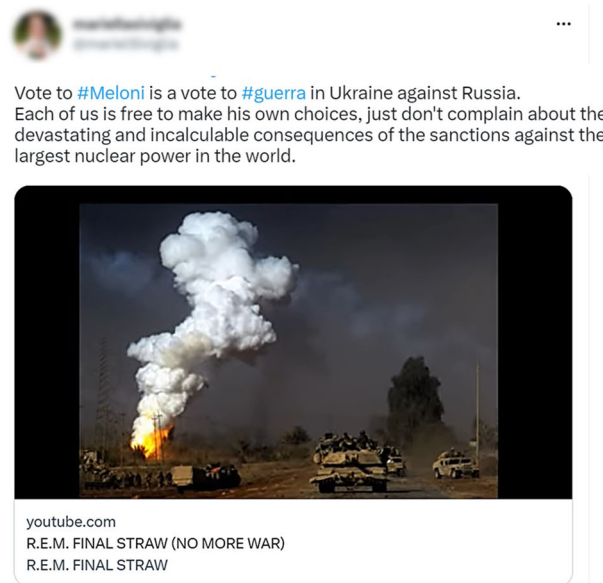 Vote to #Meloni is a vote to #guerra in Ukraine against Russia.
Each of us is free to make his own choices, just don't complain about the
devastating and incalculable consequences of the sanctions against the
largest nuclear power in the world.
youtube.com
R.E.M. FINAL STRAW (NO MORE WAR)
R.E.M. FINAL STRAW